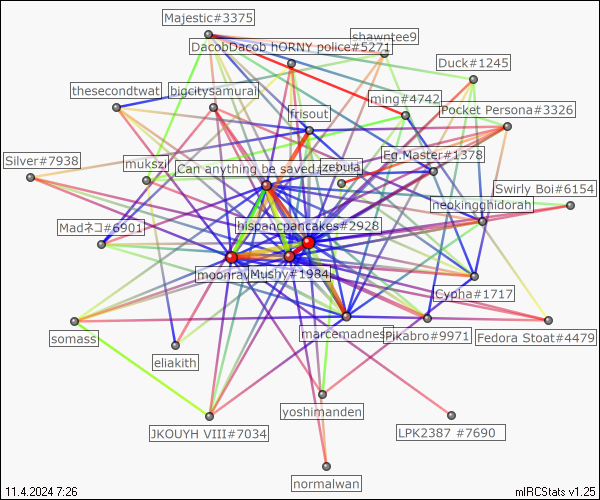 Majestic#3375
shawntee9
DacobDacob hORNY police#5271
Duck#1245
thesecondtwat
bigcitysamurai
ming#4742
Pocket Persona#3326
frisout
Silver#7938
mukszi
Can anything be saved
zebula
Eg.Master#1378
Swirly Boi#6154
neokingghidorah
Madネコ#6901
hispancpancakes#2928
moonra
Mushy#1984
Cypha#1717
somass
marcemadness
Pikabro#9971
Fedora Stoat#4479
eliakith
yoshimanden
JKOUYH VIII#7034
LPK2387 #7690
normalwan
11.4.2024 7:26
mIRCStats v1.25